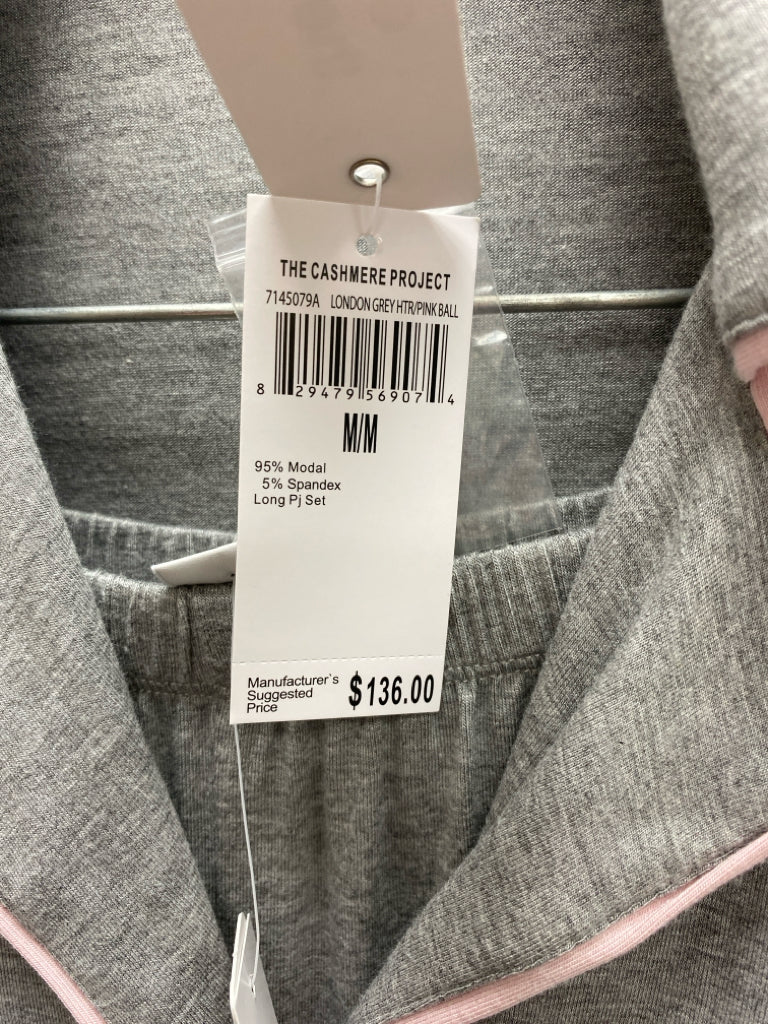 THE CASHMERE PROJECT
7145079A LONDON GREY HTR/PINK BALL
8 29479 56907 4
M/M
95% Modal
5% Spandex
Long Pj Set
Manufacturer`s
Suggested
Price
$136.00